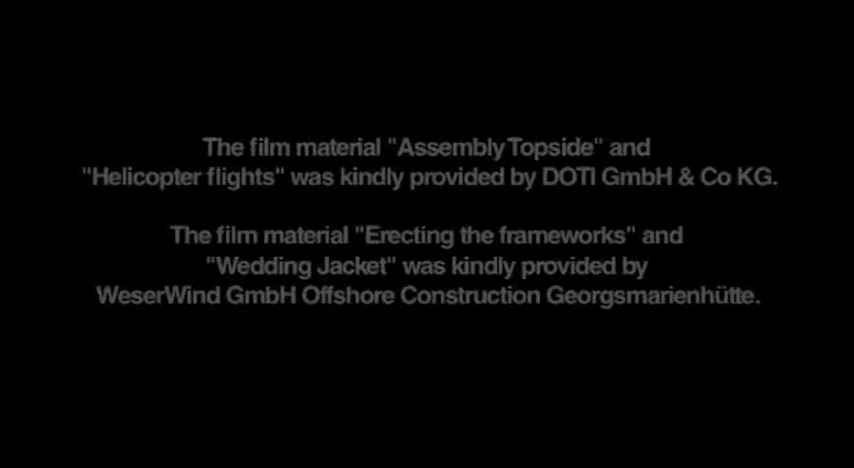 The film material "Assembly Topside" and
"Helicopter flights" was kindly provided by DOTI GmbH & Co KG.
The film material "Erecting the frameworks" and
"Wedding Jacket" was kindly provided by
WeserWind GmbH Offshore Construction Georgsmarienhütte.